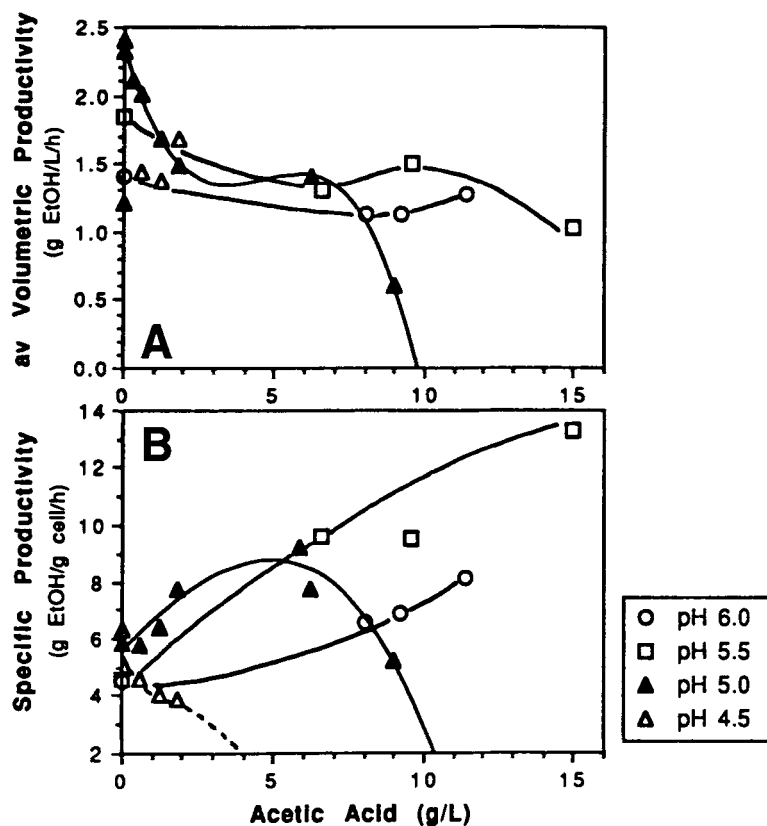 av Volumetric Productivity
(g EtOH/L/h)
2.5
2.0
1.5
1.0
0.5
0.0
A
0
5
10
15
Specific Productivity
(g EtOH/g cell/h)
14
12
10
8
6
4
2
B
0
5
10
15
Acetic Acid (g/L)
pH 6.0
pH 5.5
pH 5.0
pH 4.5